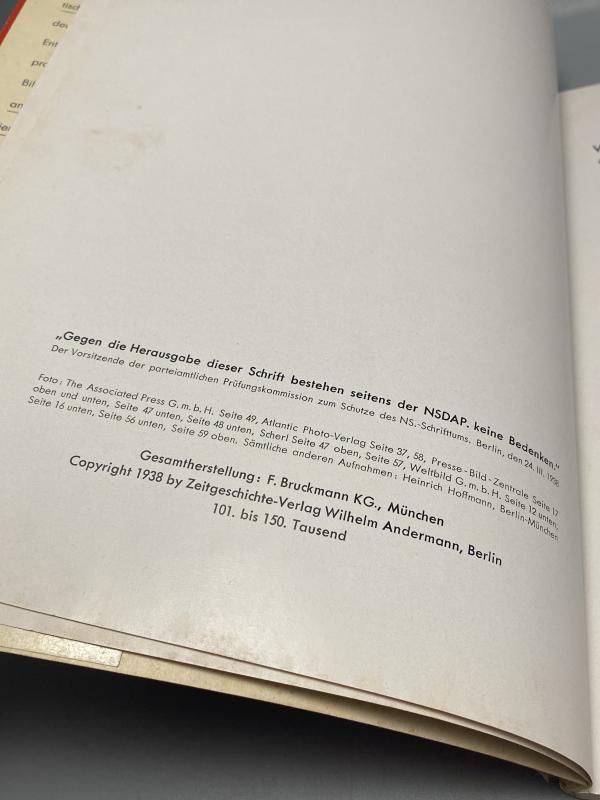 „Gegen die Herausgabe dieser Schrift bestehen seitens der NSDAP. keine Bedenken."
Der Vorsitzende der parteiamtlichen Prüfungskommission zum Schutze des NS.-Schrifttums. Berlin, den 24. III. 1938
Foto: The Associated Press G. m. b. H. Seite 49, Atlantic Photo-Verlag Seite 37, 58, Presse-Bild-Zentrale Seite 17
oben und unten, Seite 47 unten, Seite 48 unten, Scherl Seite 47 oben, Seite 57, Weltbild G. m. b. H. Seite 12 unten,
Seite 16 unten, Seite 56 unten, Seite 59 oben. Sämtliche anderen Aufnahmen: Heinrich Hoffmann, Berlin-München
Gesamtherstellung: F. Bruckmann KG., München
Copyright 1938 by Zeitgeschichte-Verlag Wilhelm Andermann, Berlin
101. bis 150. Tausend